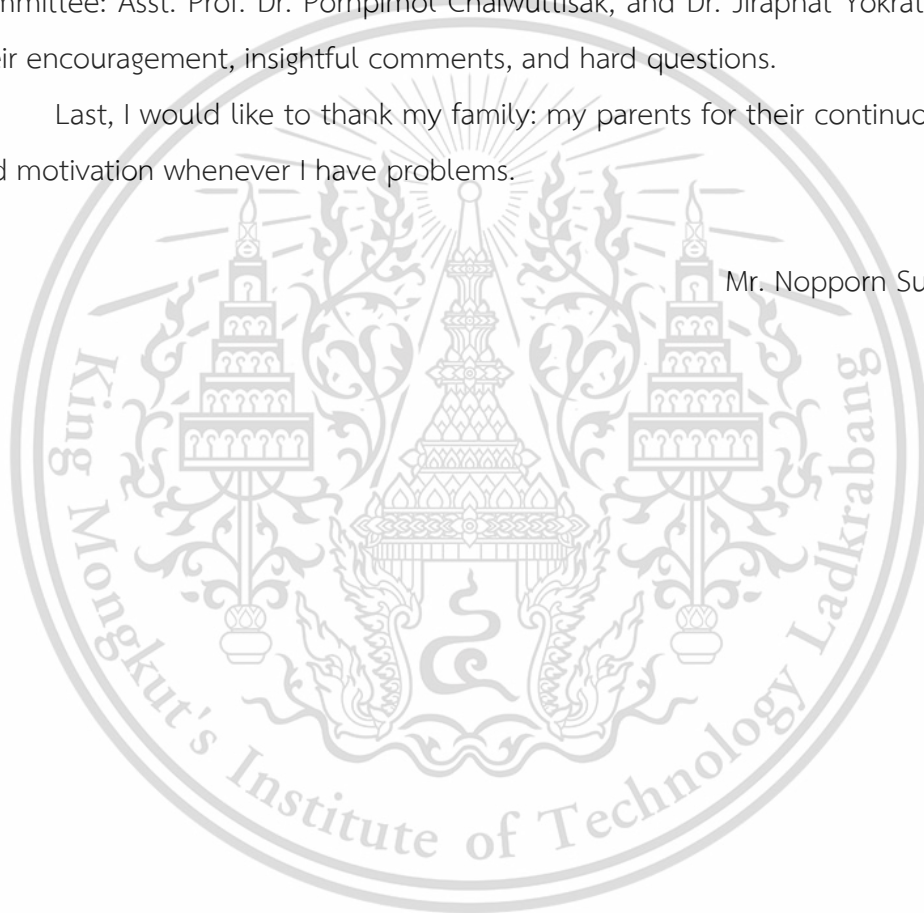 mmittee: Asst. Prof. Dr. Pornpimol Chaiwuttisak, and Dr. Jiraphat Yokrat
eir encouragement, insightful comments, and hard questions.
Last, I would like to thank my family: my parents for their continuo
d motivation whenever I have problems.
Mr. Nopporn Su
King Mongkut's Institute of Technology Ladkrabang